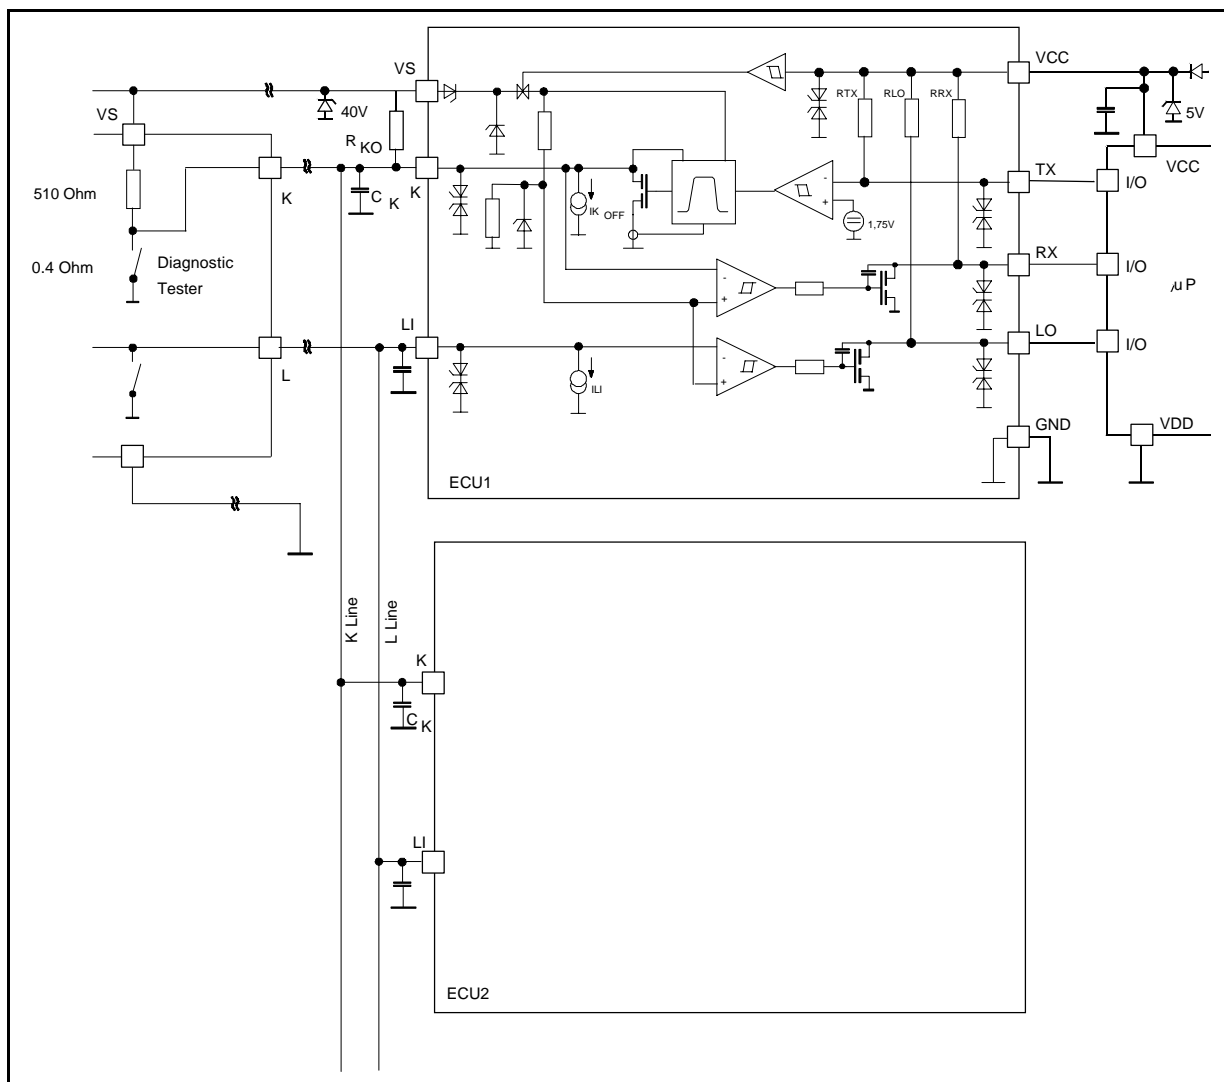 VS
VCC
VS
40V
R
KO
RTX
RLO
RRX
5V
VCC
K
C
K
K
TX
I/O
510 Ohm
IK
OFF
1,75V
-
+
0.4 Ohm
Diagnostic
Tester
RX
I/O
µP
-
+
LI
LO
I/O
L
ILI
-
+
GND
VDD
ECU1
K Line
L Line
K
C
K
LI
ECU2